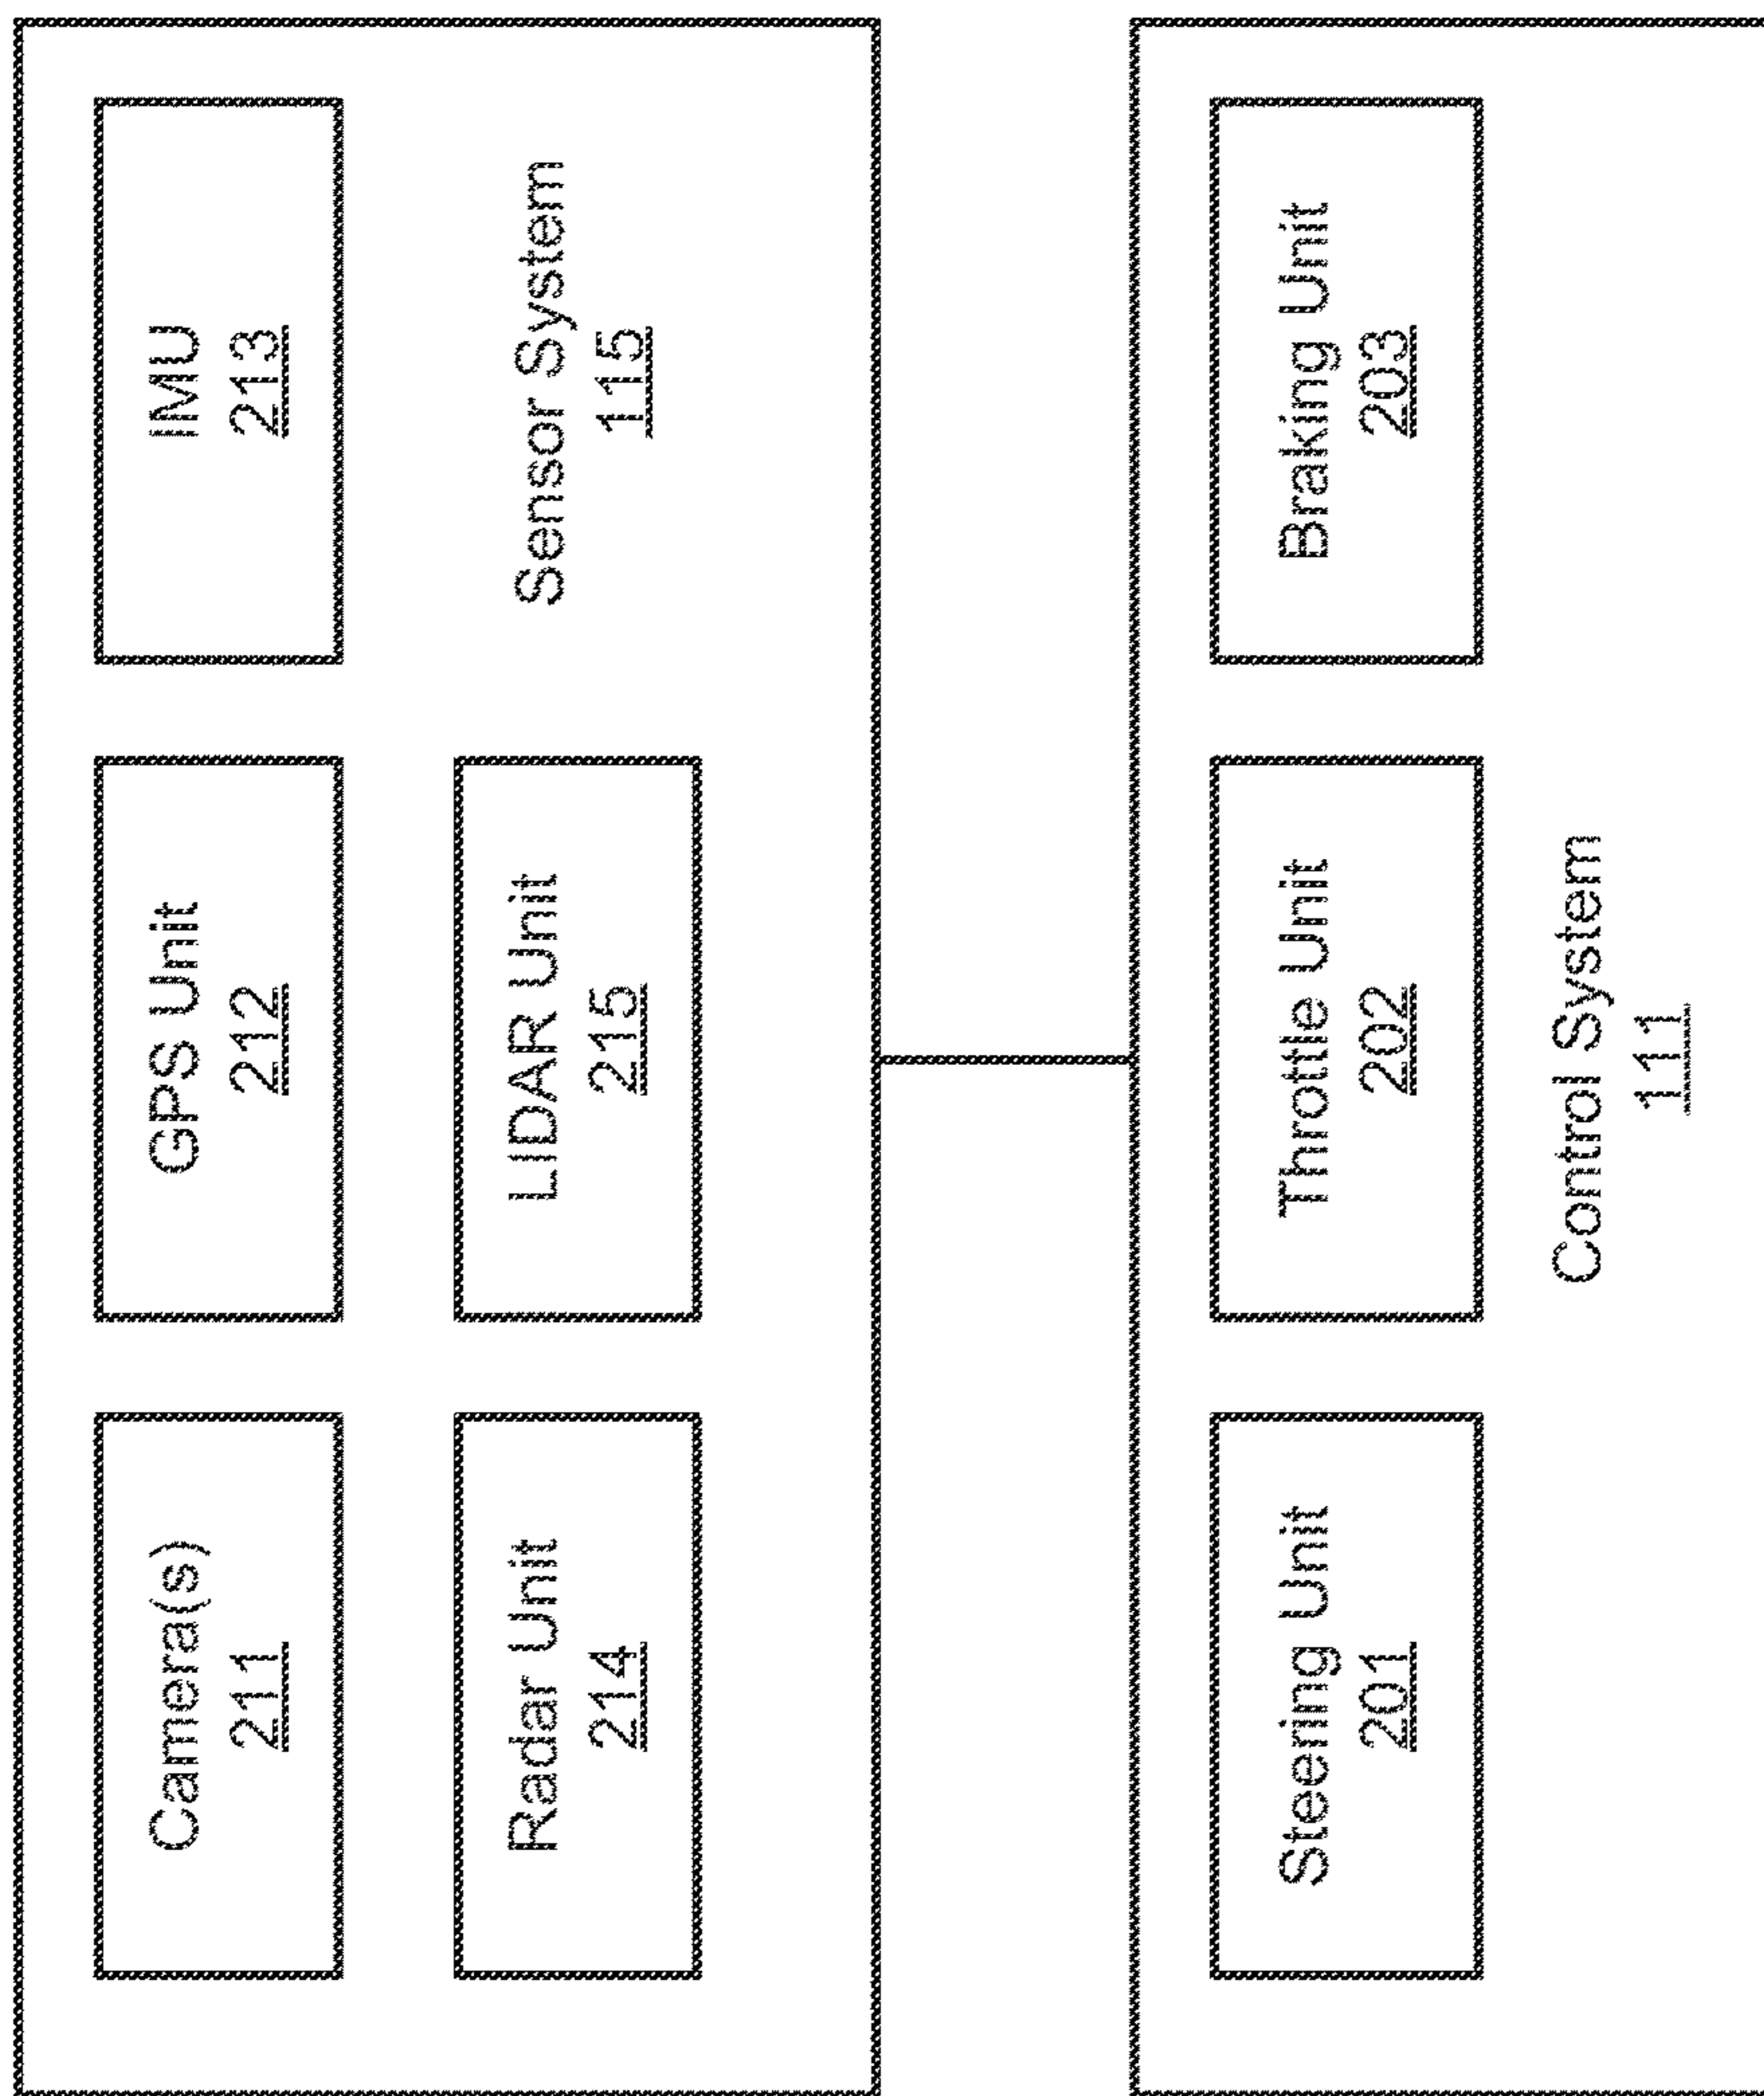 Camera(s)
211
GPS Unit
212
IMU
213
Radar Unit
214
LIDAR Unit
215
Sensor System
115
Steering Unit
201
Throttle Unit
202
Braking Unit
203
Control System
111